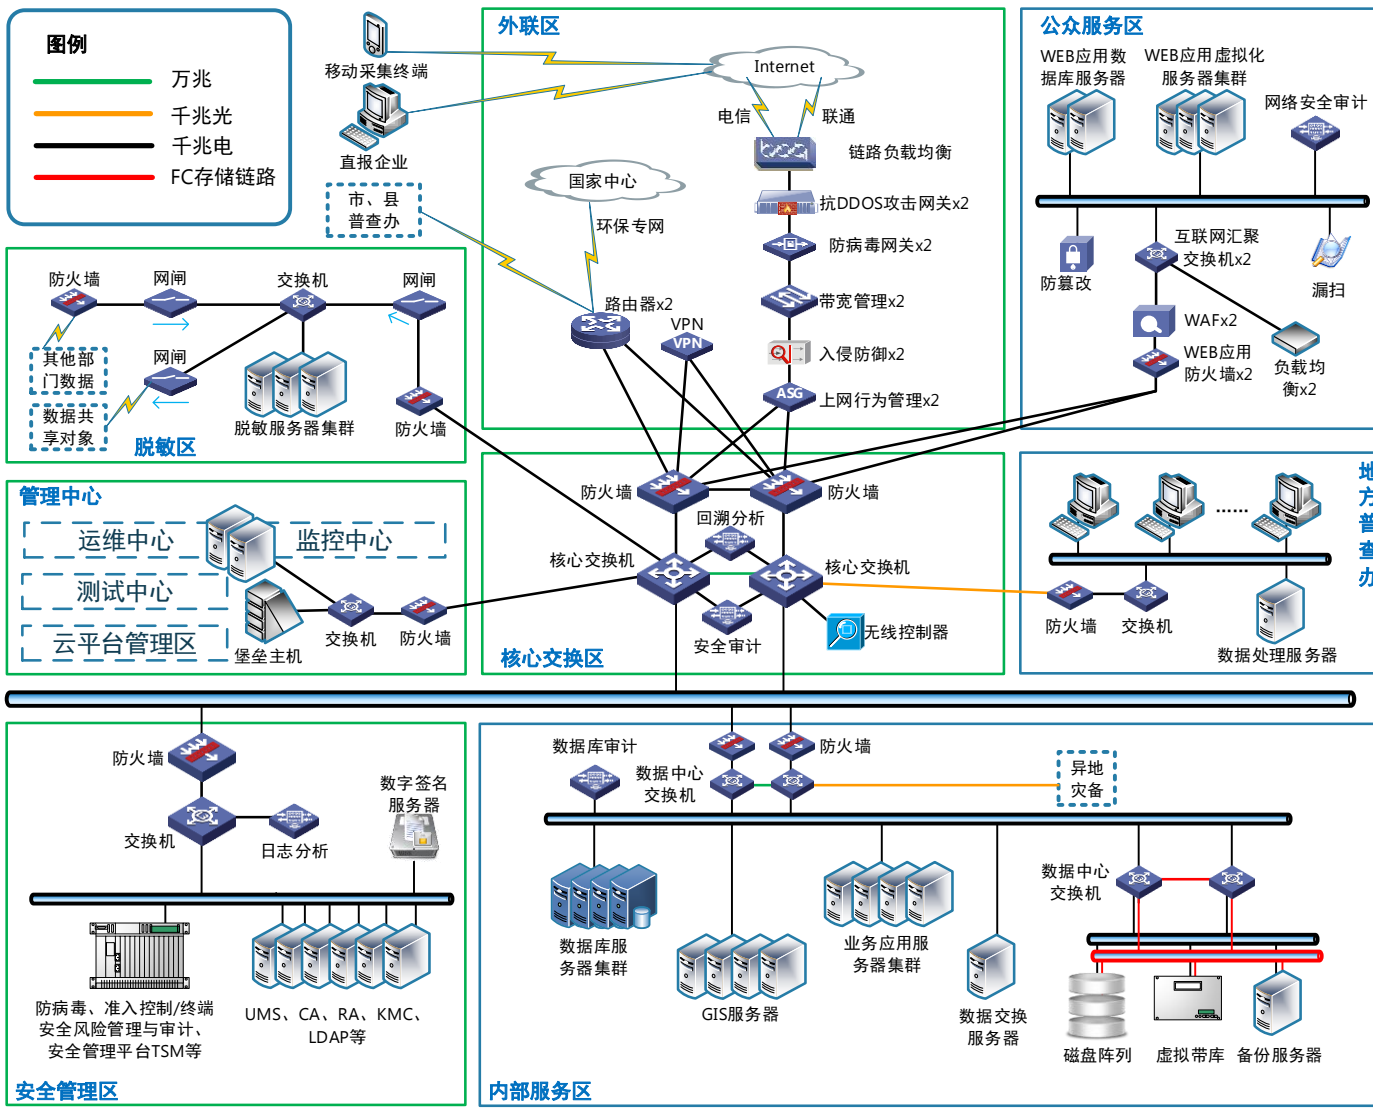 图例
万兆
千兆光
千兆电
FC存储链路
移动采集终端
直报企业
市、县
普查办
外联区
Internet
电信
联通
链路负载均衡
国家中心
环保专网
抗DDOS攻击网关x2
防病毒网关x2
带宽管理x2
路由器x2
VPN
VPN
入侵防御x2
ASG
上网行为管理x2
公众服务区
WEB应用数
据库服务器
WEB应用虚拟化
服务器集群
网络安全审计
防篡改
互联网汇聚
交换机x2
漏扫
WAFx2
WEB应用
防火墙x2
负载均
衡x2
防火墙
网闸
交换机
网闸
其他部
门数据
网闸
数据共
享对象
脱敏服务器集群
防火墙
脱敏区
管理中心
运维中心
监控中心
测试中心
云平台管理区
堡垒主机
交换机
防火墙
防火墙
防火墙
回溯分析
核心交换机
核心交换机
安全审计
无线控制器
核心交换区
地
方
普
查
办
......
防火墙
交换机
数据处理服务器
防火墙
交换机
日志分析
数字签名
服务器
防病毒、准入控制/终端
安全风险管理与审计、
安全管理平台TSM等
UMS、CA、RA、KMC、
LDAP等
安全管理区
数据库审计
防火墙
数据中心
交换机
异地
灾备
数据库服
务器集群
GIS服务器
业务应用服
务器集群
数据交换
服务器
数据中心
交换机
磁盘阵列
虚拟带库
备份服务器
内部服务区